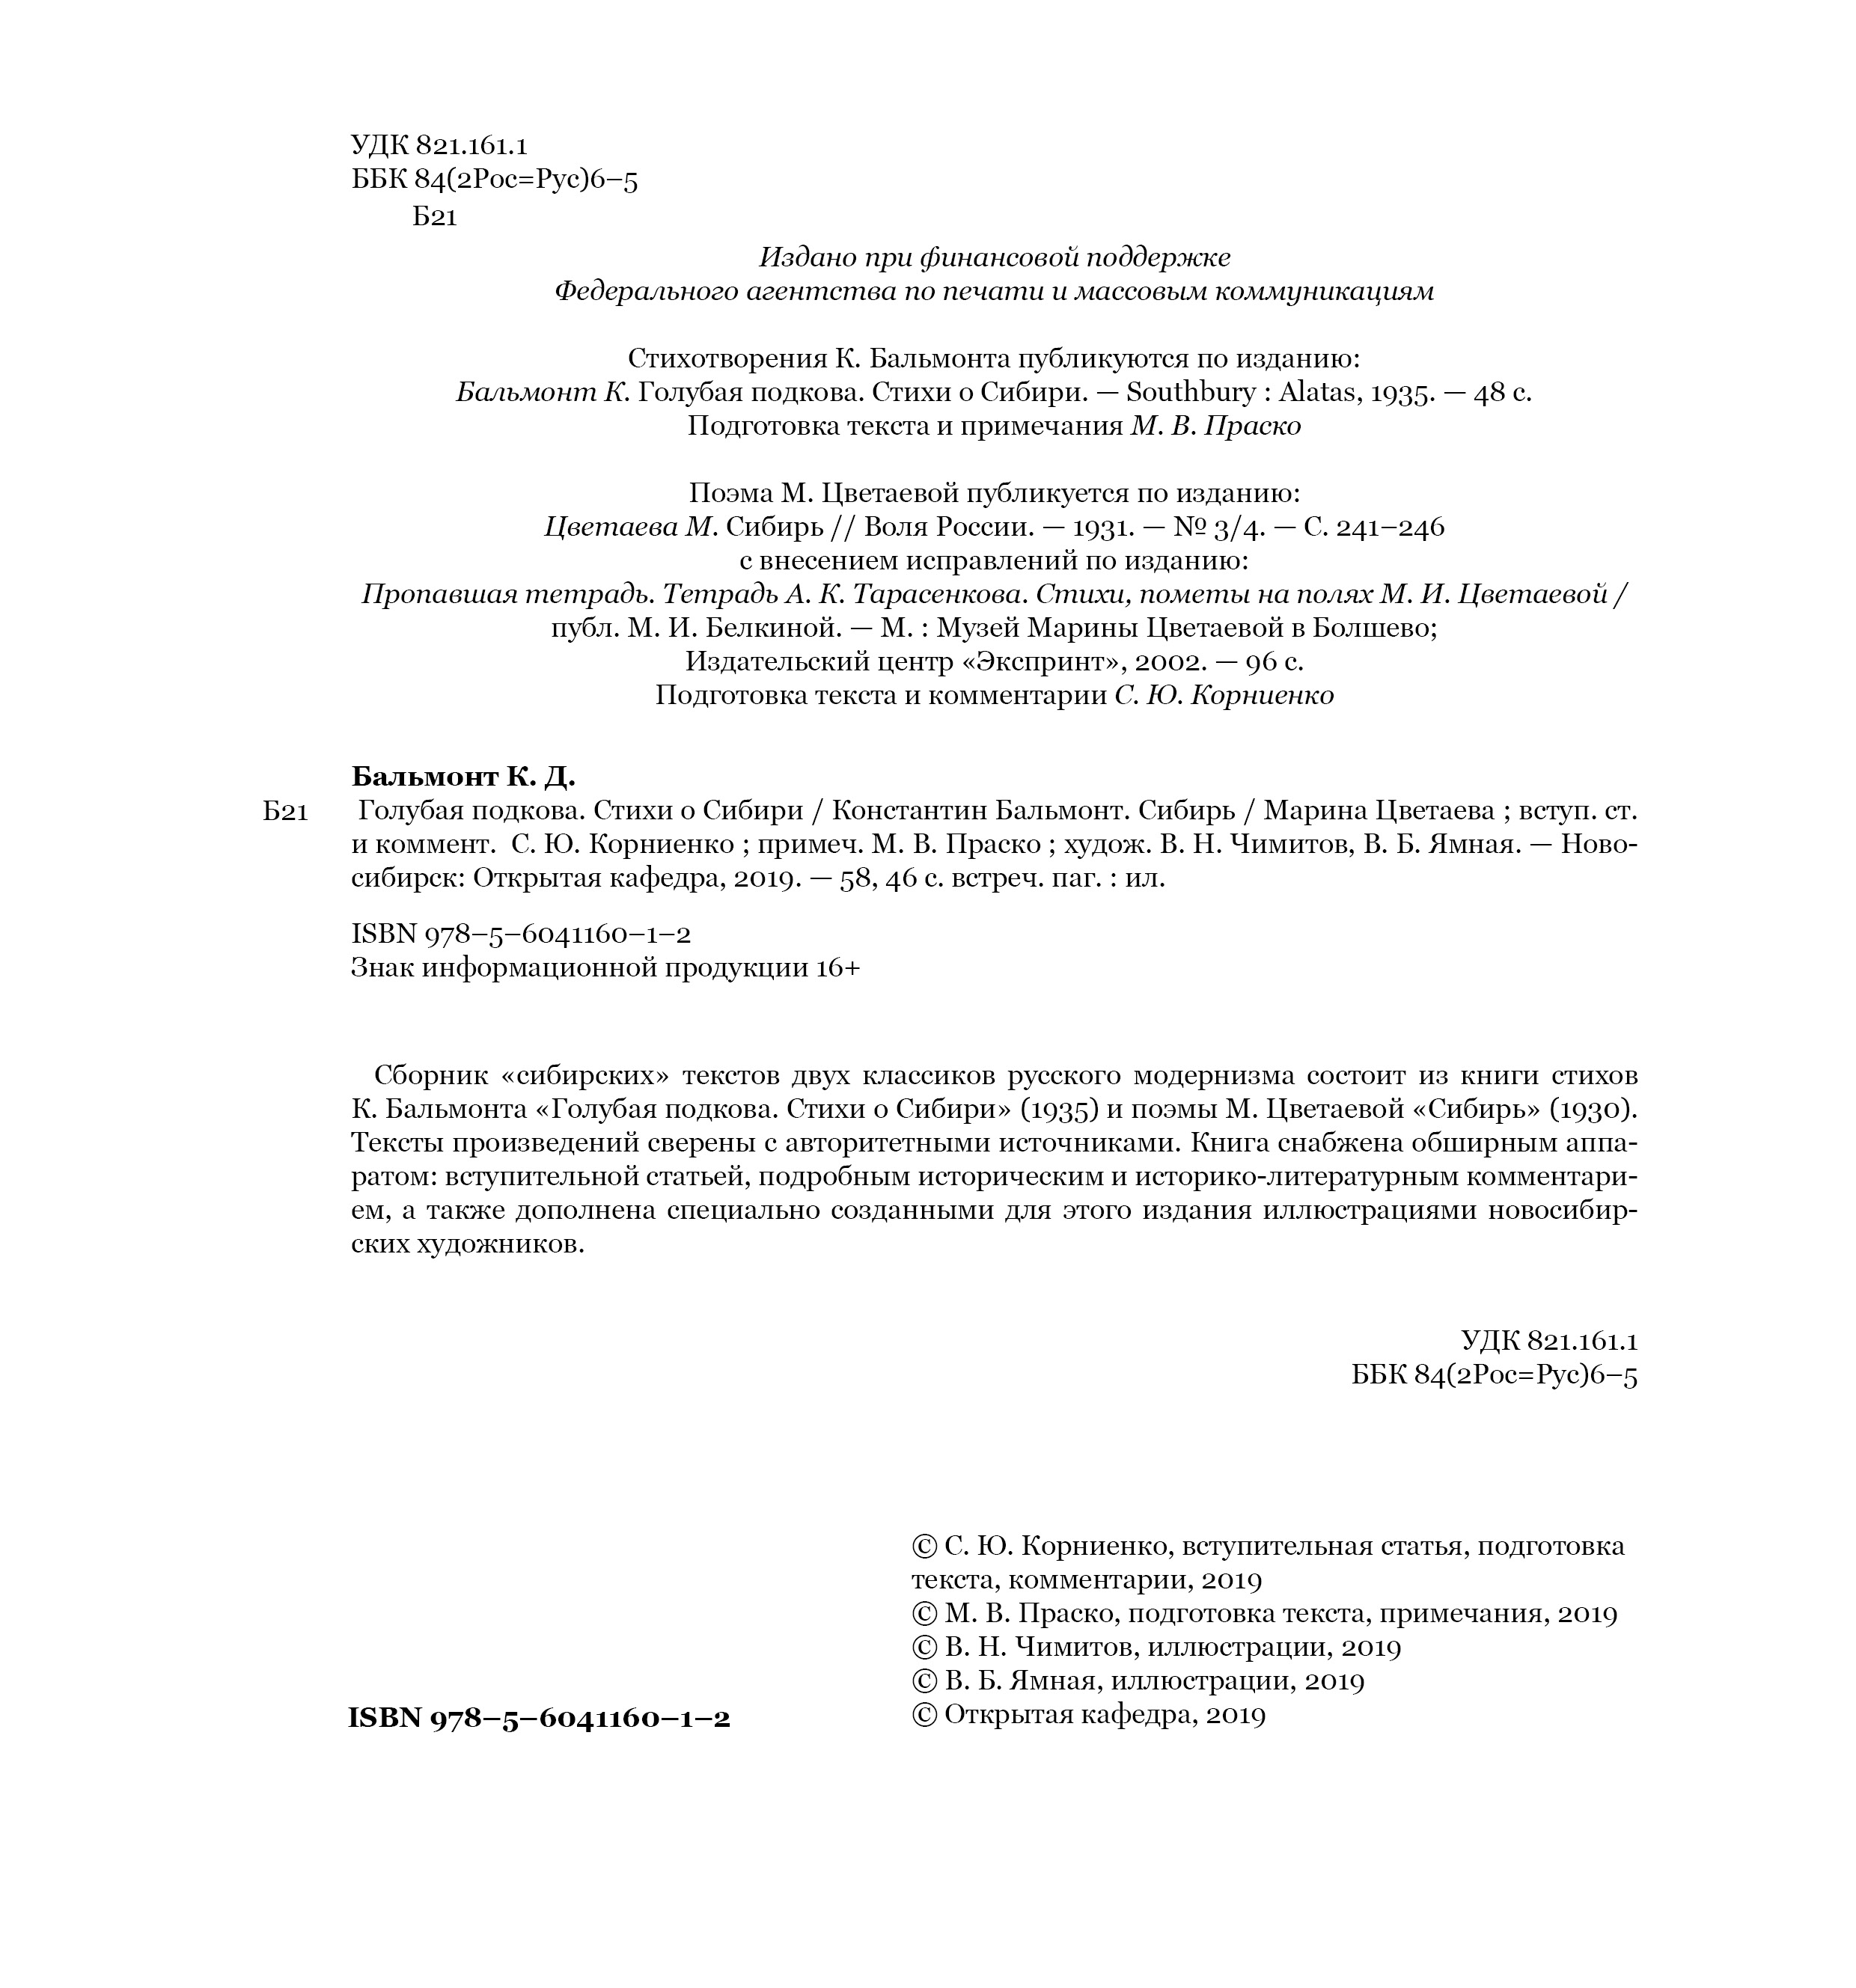 УДК 821.161.1
ББК 84(2Рос=Рус)6–5
Б21
Издано при финансовой поддержке
Федерального агентства по печати и массовым коммуникациям
Стихотворения К. Бальмонта публикуются по изданию:
Бальмонт К. Голубая подкова. Стихи о Сибири. — Southbury : Alatas, 1935. — 48 с.
Подготовка текста и примечания М. В. Праско
Поэма М. Цветаевой публикуется по изданию:
Цветаева М. Сибирь // Воля России. — 1931. — № 3/4. — С. 241–246
с внесением исправлений по изданию:
Пропавшая тетрадь. Тетрадь А. К. Тарасенкова. Стихи, пометы на полях М. И. Цветаевой /
публ. М. И. Белкиной. — М. : Музей Марины Цветаевой в Болшево;
Издательский центр «Экспринт», 2002. — 96 с.
Подготовка текста и комментарии С. Ю. Корниенко
Бальмонт К. Д.
Б21 Голубая подкова. Стихи о Сибири / Константин Бальмонт. Сибирь / Марина Цветаева ; вступ. ст.
и коммент. С. Ю. Корниенко ; примеч. М. В. Праско ; худож. В. Н. Чимитов, В. Б. Ямная. — Ново-
сибирск: Открытая кафедра, 2019. — 58, 46 с. встреч. паг. : ил.
ISBN 978–5–6041160–1–2
Знак информационной продукции 16+
Сборник «сибирских» текстов двух классиков русского модернизма состоит из книги стихов
К. Бальмонта «Голубая подкова. Стихи о Сибири» (1935) и поэмы М. Цветаевой «Сибирь» (1930).
Тексты произведений сверены с авторитетными источниками. Книга снабжена обширным аппа-
ратом: вступительной статьей, подробным историческим и историко-литературным комментари-
ем, а также дополнена специально созданными для этого издания иллюстрациями новосибир-
ских художников.
УДК 821.161.1
ББК 84(2Рос=Рус)6–5
© С. Ю. Корниенко, вступительная статья, подготовка
текста, комментарии, 2019
© М. В. Праско, подготовка текста, примечания, 2019
© В. Н. Чимитов, иллюстрации, 2019
© В. Б. Ямная, иллюстрации, 2019
© Открытая кафедра, 2019
ISBN 978–5–6041160–1–2